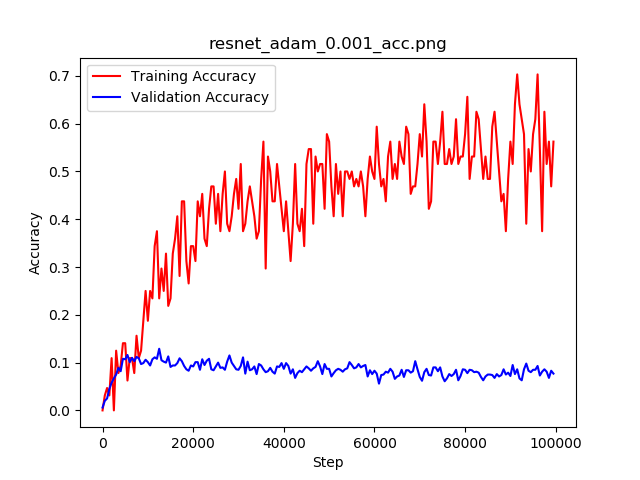 resnet_adam_0.001_acc.png
Training Accuracy
Validation Accuracy
0.7
0.6
0.5
0.4
0.3
0.2
0.1
0.0
Accuracy
0
20000
40000
60000
80000
100000
Step